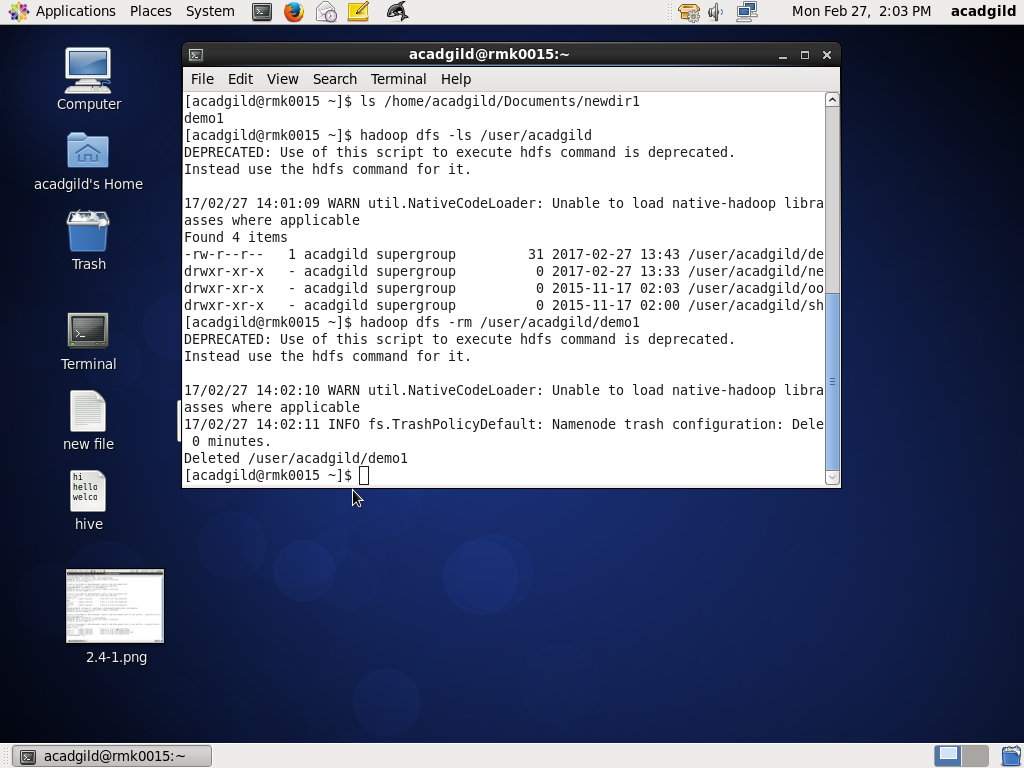 Applications Places System
Mon Feb 27, 2:03 PM acadgild
Computer
acadgild's Home
Trash
Terminal
new file
hi
hello
welco
hive
2.4-1.png
acadgild@rmk0015:~
File Edit View Search Terminal Help
[acadgild@rmk0015 ~]$ ls /home/acadgild/Documents/newdir1
demo1
[acadgild@rmk0015 ~]$ hadoop dfs -ls /user/acadgild
DEPRECATED: Use of this script to execute hdfs command is deprecated.
Instead use the hdfs command for it.
17/02/27 14:01:09 WARN util.NativeCodeLoader: Unable to load native-hadoop libra
asses where applicable
Found 4 items
-rw-r--r-- 1 acadgild supergroup 31 2017-02-27 13:43 /user/acadgild/de
drwxr-xr-x - acadgild supergroup 0 2017-02-27 13:33 /user/acadgild/ne
drwxr-xr-x - acadgild supergroup 0 2015-11-17 02:03 /user/acadgild/oo
drwxr-xr-x - acadgild supergroup 0 2015-11-17 02:00 /user/acadgild/sh
[acadgild@rmk0015 ~]$ hadoop dfs -rm /user/acadgild/demo1
DEPRECATED: Use of this script to execute hdfs command is deprecated.
Instead use the hdfs command for it.
17/02/27 14:02:10 WARN util.NativeCodeLoader: Unable to load native-hadoop libra
asses where applicable
17/02/27 14:02:11 INFO fs.TrashPolicyDefault: Namenode trash configuration: Dele
0 minutes.
Deleted /user/acadgild/demo1
[acadgild@rmk0015 ~]$
acadgild@rmk0015:~